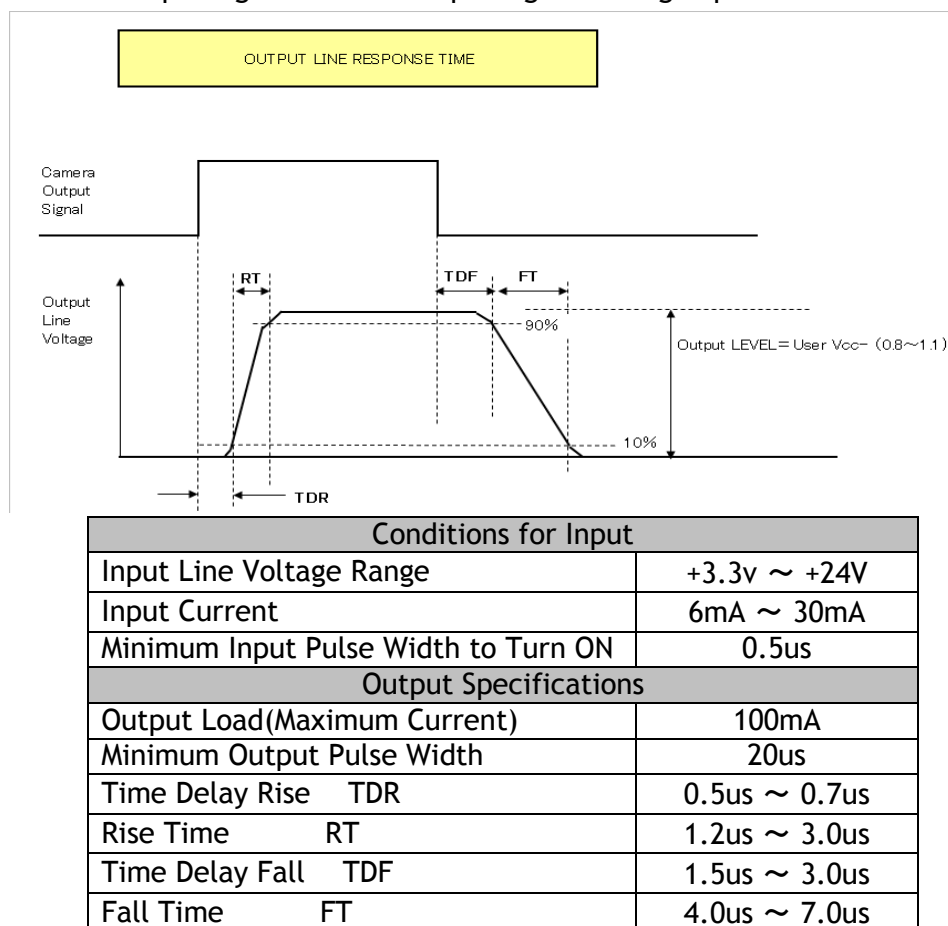 OUTPUT LINE RESPONSE TIME
Camera
Output
Signal
RT
TDF
FT
Output
Line
Voltage
90%
Output LEVEL=User Vcc- (0.8～1.1)
10%
TDR
Conditions for Input
Input Line Voltage Range +3.3v ～ +24V
Input Current 6mA ～ 30mA
Minimum Input Pulse Width to Turn ON 0.5us
Output Specifications
Output Load(Maximum Current) 100mA
Minimum Output Pulse Width 20us
Time Delay Rise TDR 0.5us ～ 0.7us
Rise Time RT 1.2us ～ 3.0us
Time Delay Fall TDF 1.5us ～ 3.0us
Fall Time FT 4.0us ～ 7.0us